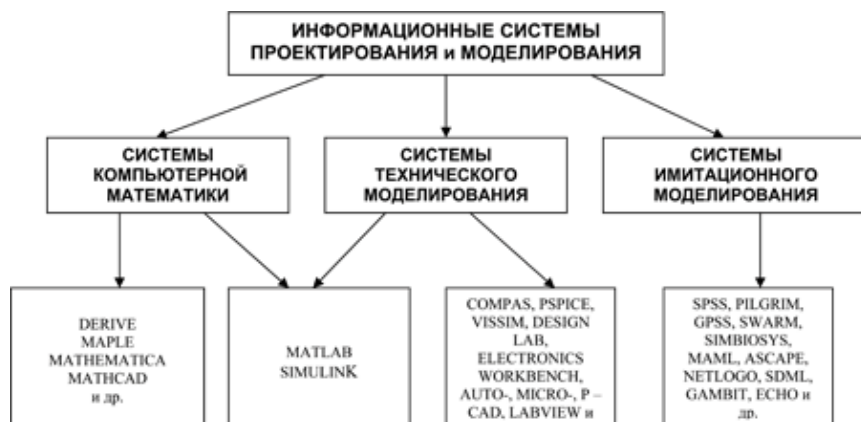 ИНФОРМАЦИОННЫЕ СИСТЕМЫ
ПРОЕКТИРОВАНИЯ и МОДЕЛИРОВАНИЯ
СИСТЕМЫ
КОМПЬЮТЕРНОЙ
МАТЕМАТИКИ
СИСТЕМЫ
ТЕХНИЧЕСКОГО
МОДЕЛИРОВАНИЯ
СИСТЕМЫ
ИМИТАЦИОННОГО
МОДЕЛИРОВАНИЯ
DERIVE
MAPLE
MATHEMATICA
MATHCAD
и др.
MATLAB
SIMULINK
COMPAS, PSPICE,
VISSIM, DESIGN
LAB,
ELECTRONICS
WORKBENCH,
AUTO-, MICRO-, P –
CAD, LABVIEW и
SPSS, PILGRIM,
GPSS, SWARM,
SIMBIOSYS,
MAML, ASCAPE,
NETLOGO, SDML,
GAMBIT, ECHO и
др.